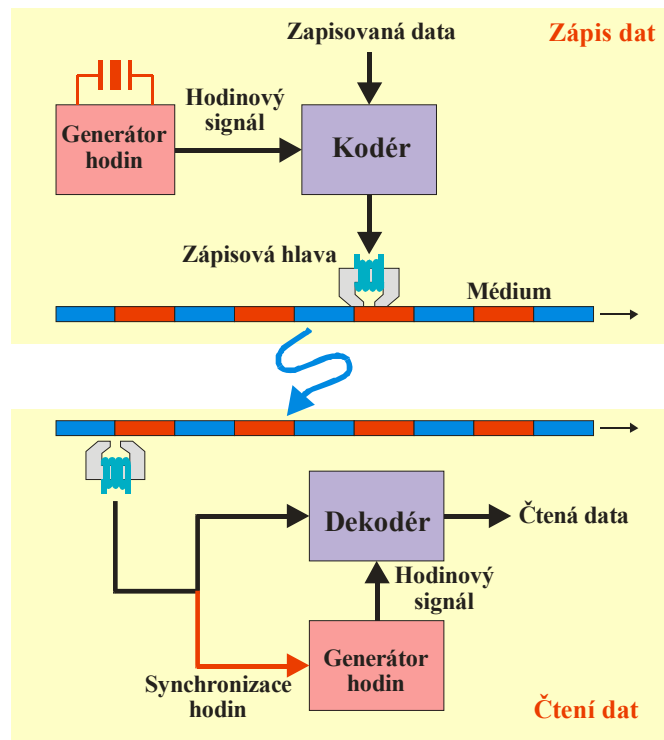 Zapisovaná data
Zápis dat
Hodinový
signál
Generátor
hodin
Kodér
Zápisová hlava
Médium
Dekodér
Čtená data
Hodinový
signál
Generátor
hodin
Synchronizace
hodin
Čtení dat